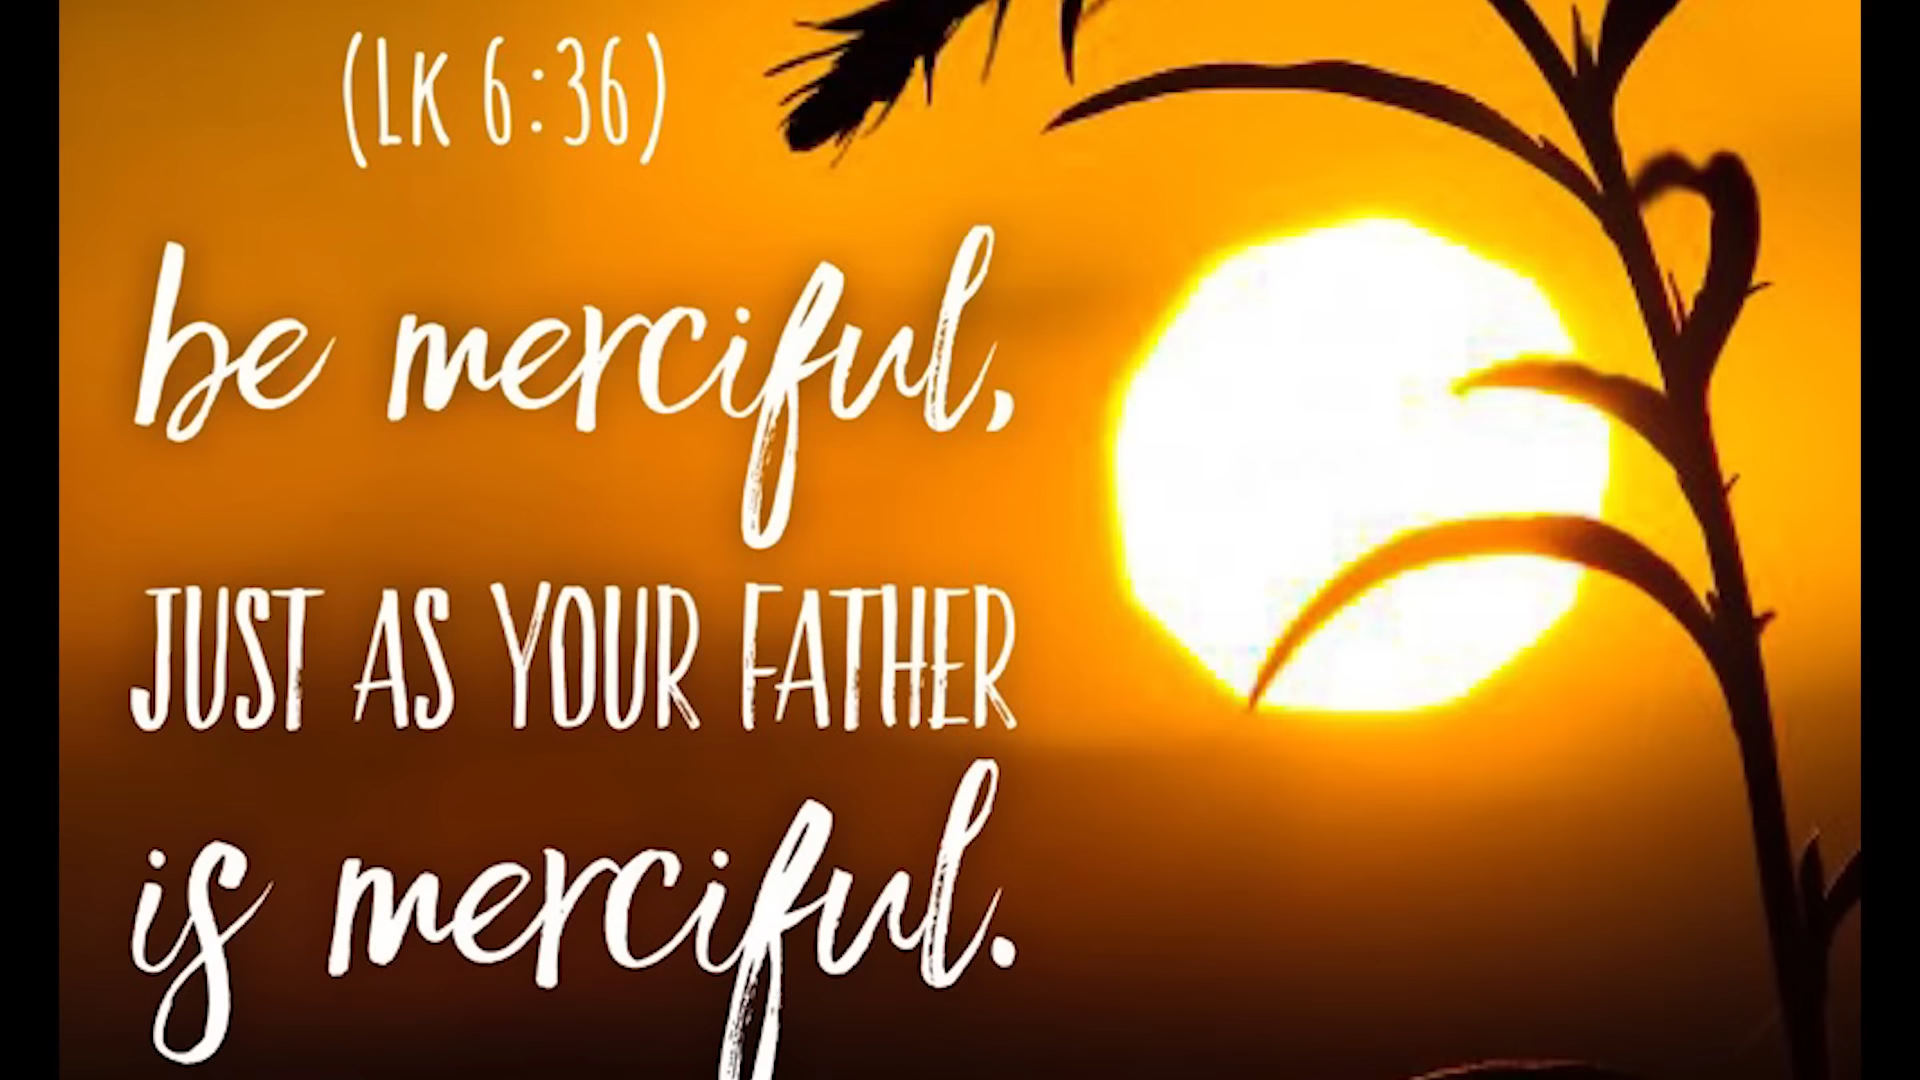 (Lk 6:36)
be merciful,
JUST AS YOUR FATHER
is merciful.